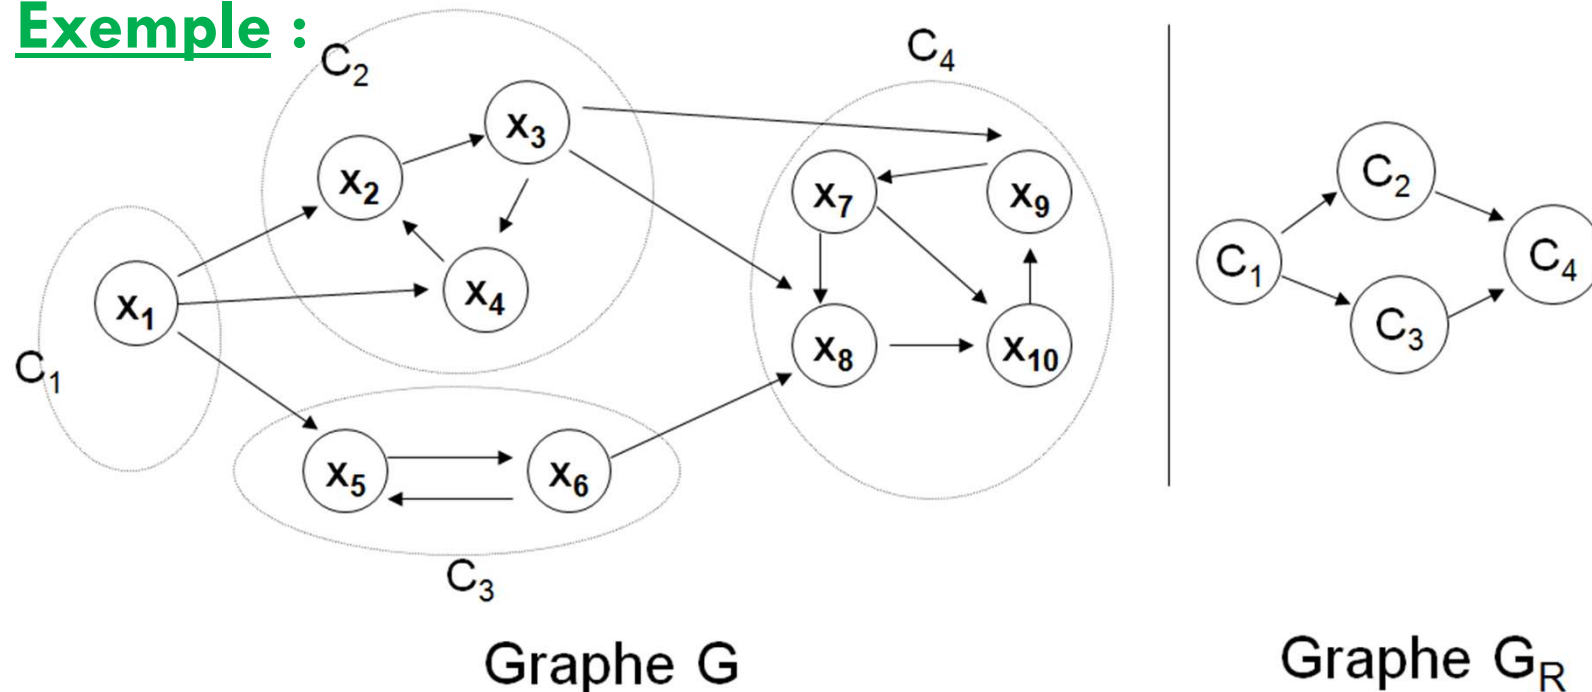 Exemple :
C2
C4
x3
x2
x7
x9
C2
x1
x4
C1
C4
x8
x10
C3
C1
x5
x6
C3
Graphe G
Graphe GR